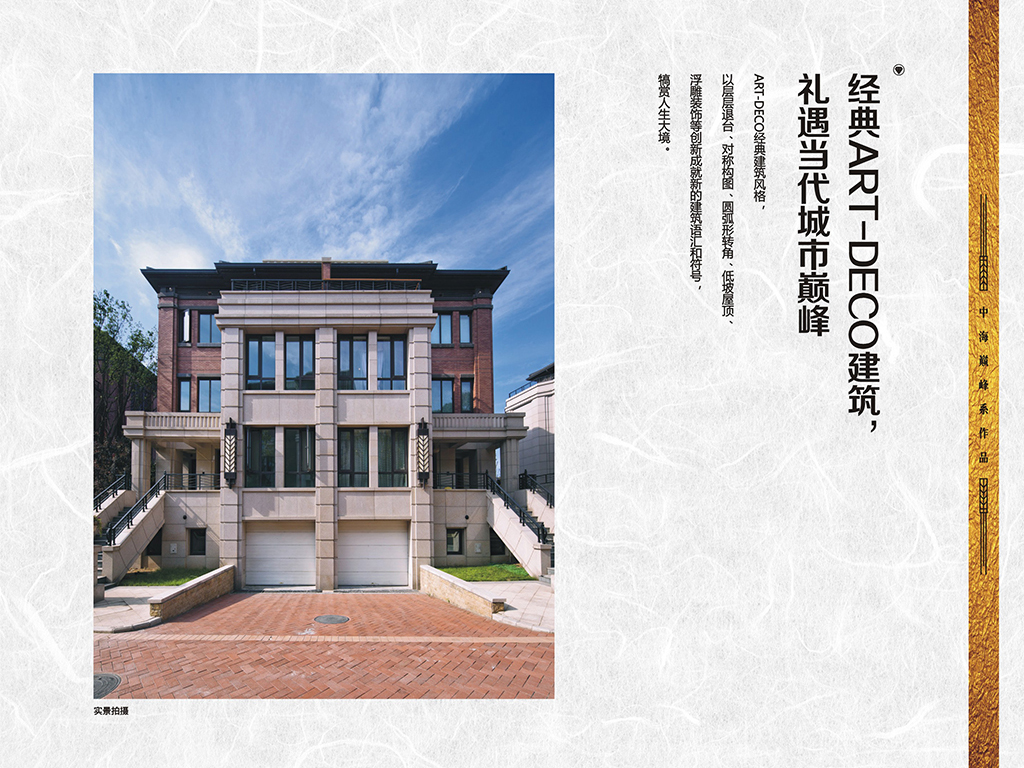 经典ART-DECO建筑，
礼遇当代城市巅峰
ART-DECO经典建筑风格，
以层层退台、对称构图、圆弧形转角、低坡屋顶、
浮雕装饰等创新成就新的建筑语汇和符号，
犒赏人生大境。
中海巅峰系作品
实景拍摄